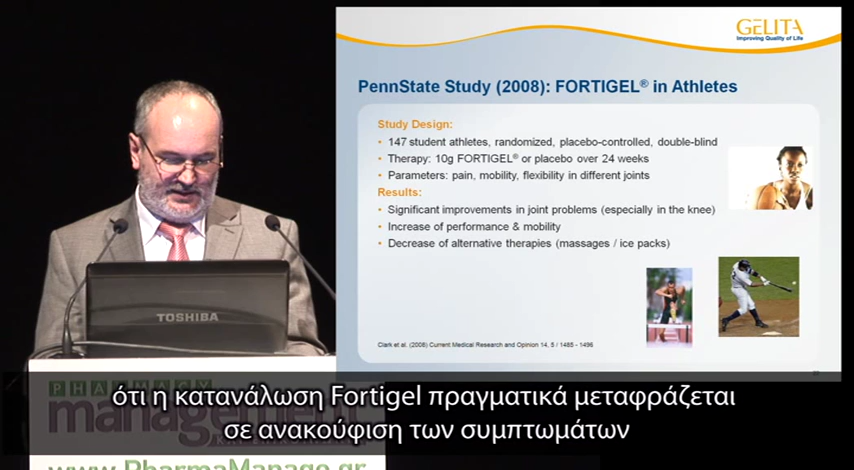 GELITA
Improving Quality of Life
PennState Study (2008): FORTIGEL® in Athletes
Study Design:
• 147 student athletes, randomized, placebo-controlled, double-blind
• Therapy: 10g FORTIGEL® or placebo over 24 weeks
• Parameters: pain, mobility, flexibility in different joints
Results:
• Significant improvements in joint problems (especially in the knee)
• Increase of performance & mobility
• Decrease of alternative therapies (massages / ice packs)
Clark et al. (2008) Current Medical Research and Opinion 14, 5 / 1485 - 1496
TOSHIBA
PHARMACY
management
ότι η κατανάλωση Fortigel πραγματικά μεταφράζεται
σε ανακούφιση των συμπτωμάτων
www.PharmaManage.gr